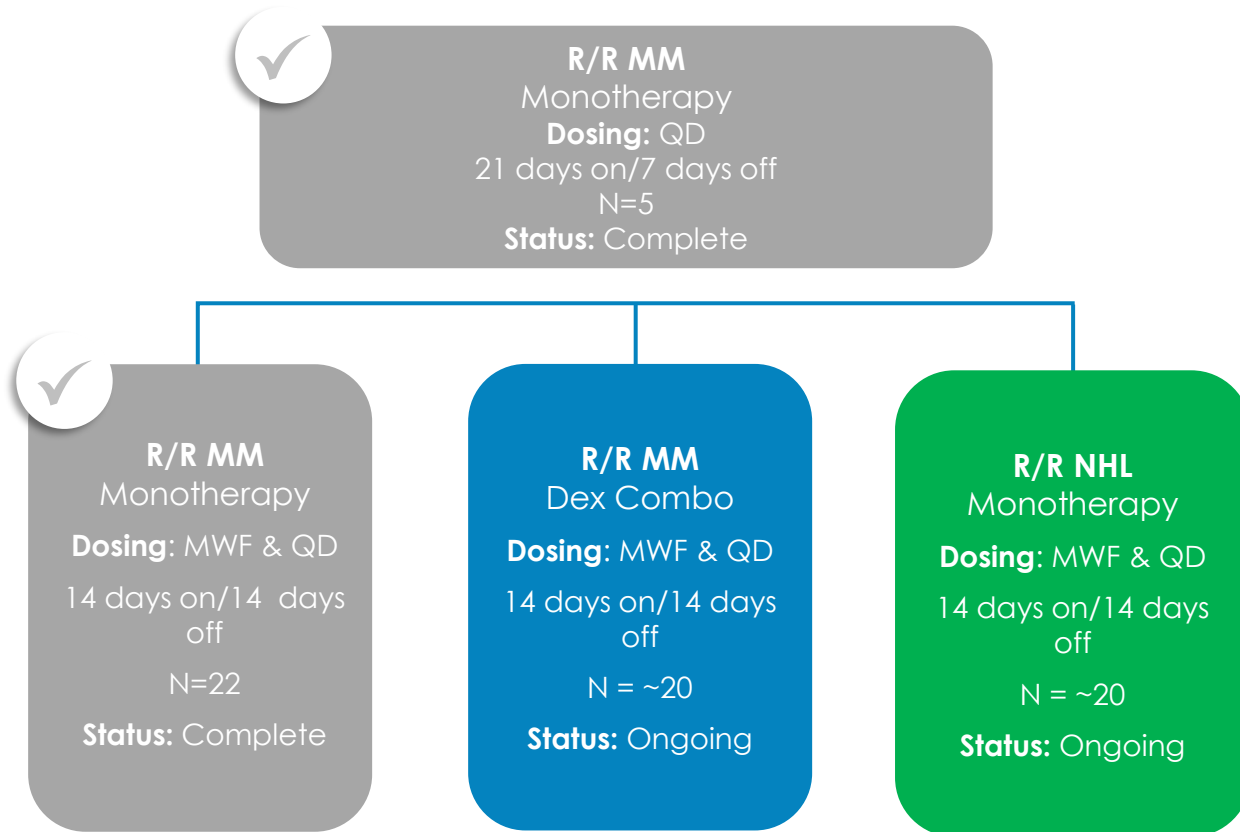 R/R MM
Monotherapy
Dosing: QD
21 days on/7 days off
N=5
Status: Complete
R/R MM
Monotherapy
Dosing: MWF & QD
14 days on/14 days
off
N=22
Status: Complete
R/R MM
Dex Combo
Dosing: MWF & QD
14 days on/14 days
off
N = ~20
Status: Ongoing
R/R NHL
Monotherapy
Dosing: MWF & QD
14 days on/14 days
off
N = ~20
Status: Ongoing